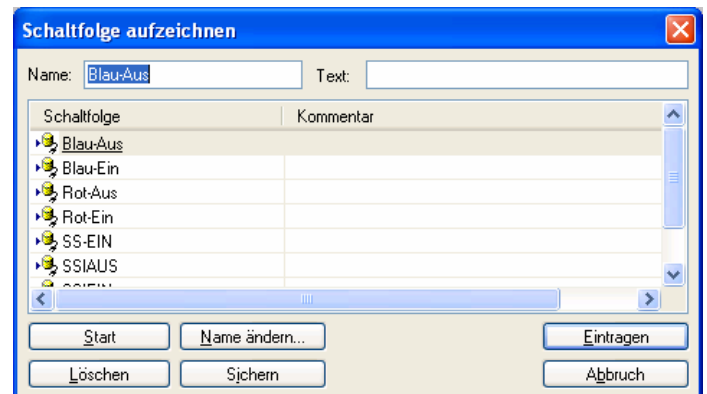 Schaltfolge aufzeichnen
Name: Blau-Aus Text:
Schaltfolge Kommentar
Blau-Aus
Blau-Ein
Rot-Aus
Rot-Ein
SS-EIN
SSIAUS
SSIEIN
Start Name ändern... Eintragen
Löschen Sichern Abbruch